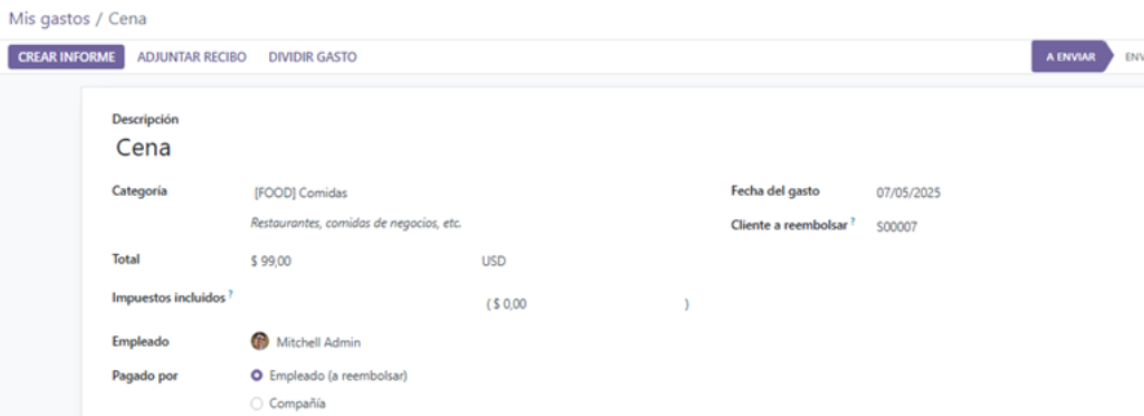 Mis gastos / Cena
CREAR INFORME ADJUNTAR RECIBO DIVIDIR GASTO A ENVIAR ENV
Descripción
Cena
Categoría [FOOD] Comidas Fecha del gasto 07/05/2025
Restaurantes, comidas de negocios, etc. Cliente a reembolsar ? S00007
Total $ 99,00 USD
Impuestos incluidos ? ( $ 0,00 )
Empleado Mitchell Admin
Pagado por Empleado (a reembolsar)
Compañía